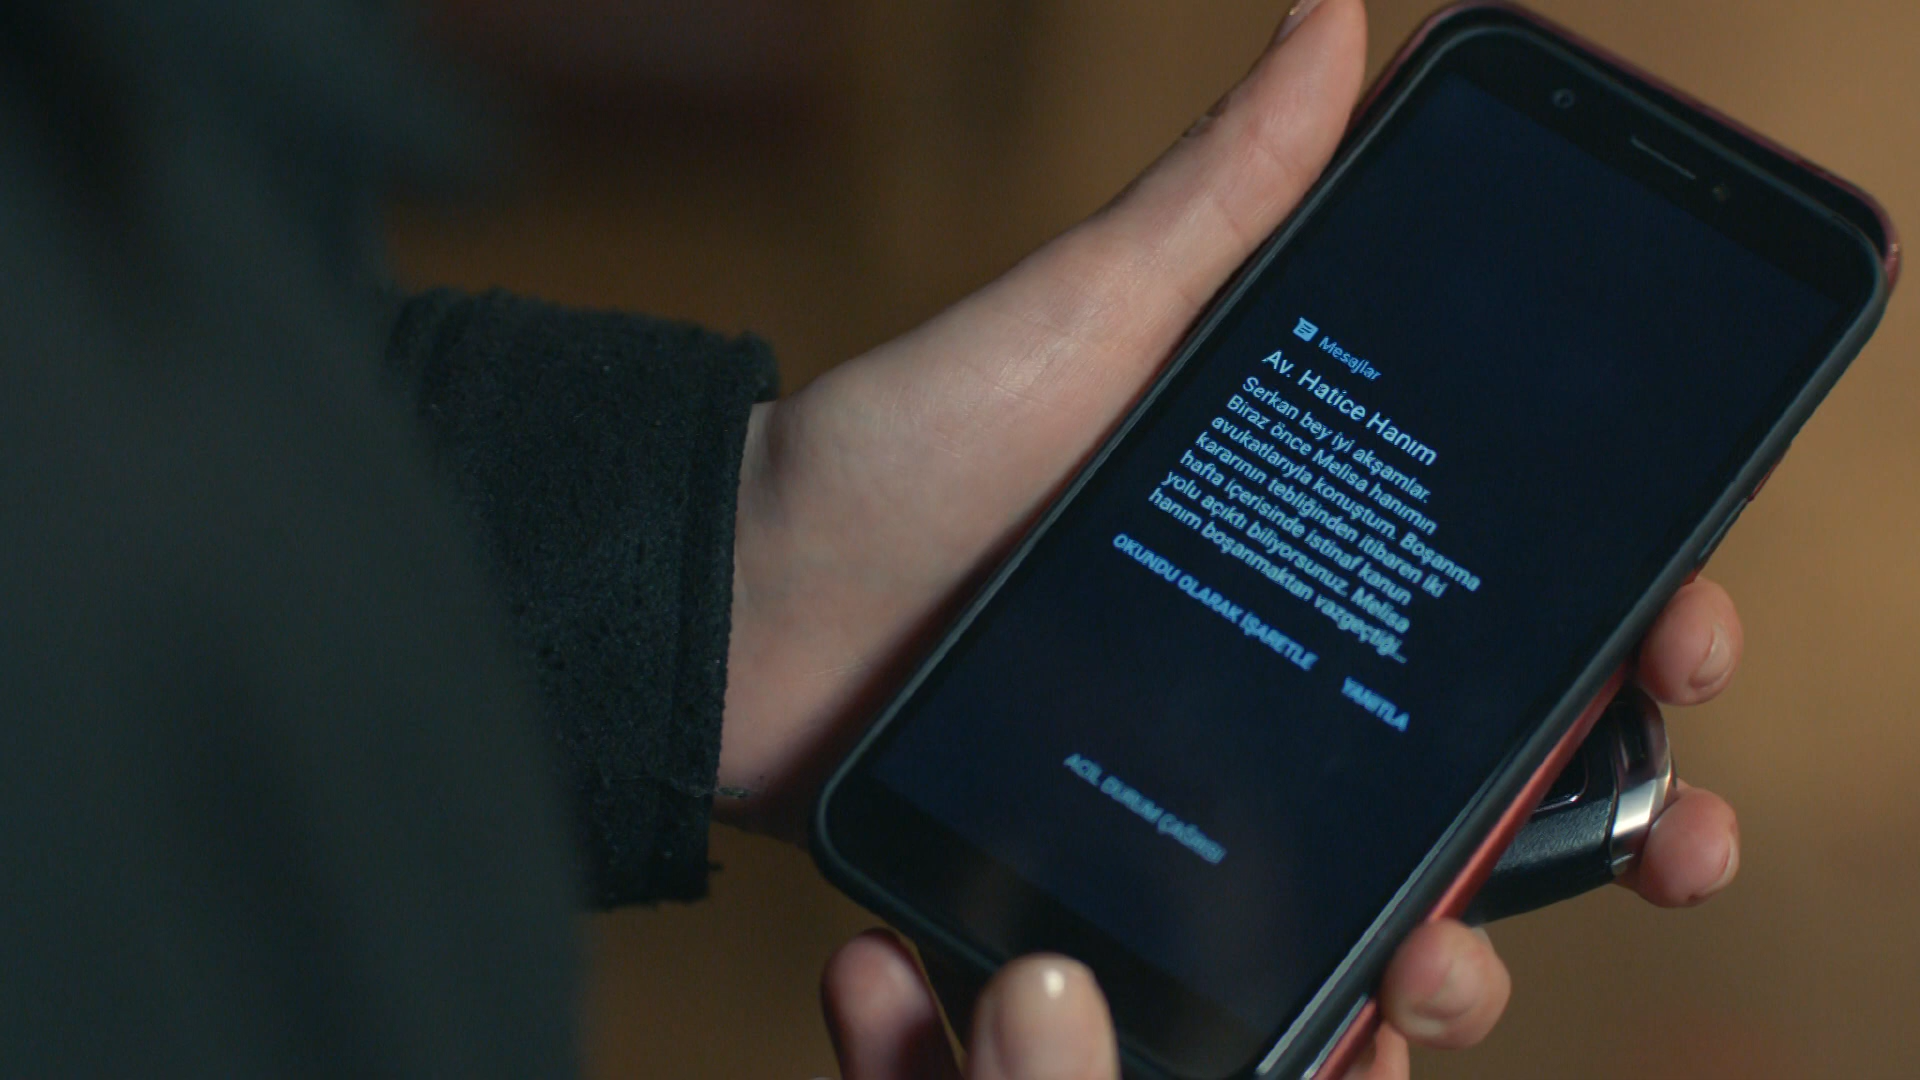 Mesajlar
Av. Hatice Hanım
Serkan bey iyi akşamlar.
Biraz önce Melisa hanımın
avukatlarıyla konuştum. Boşanma
kararının tebliğinden itibaren iki
hafta içerisinde istinaf kanun
yolu açıktı biliyorsunuz. Melisa
hanım boşanmaktan vazgeçtiği...
OKUNDU OLARAK İŞARETLE
YANITLA
ACİL DURUM ÇAĞRISI